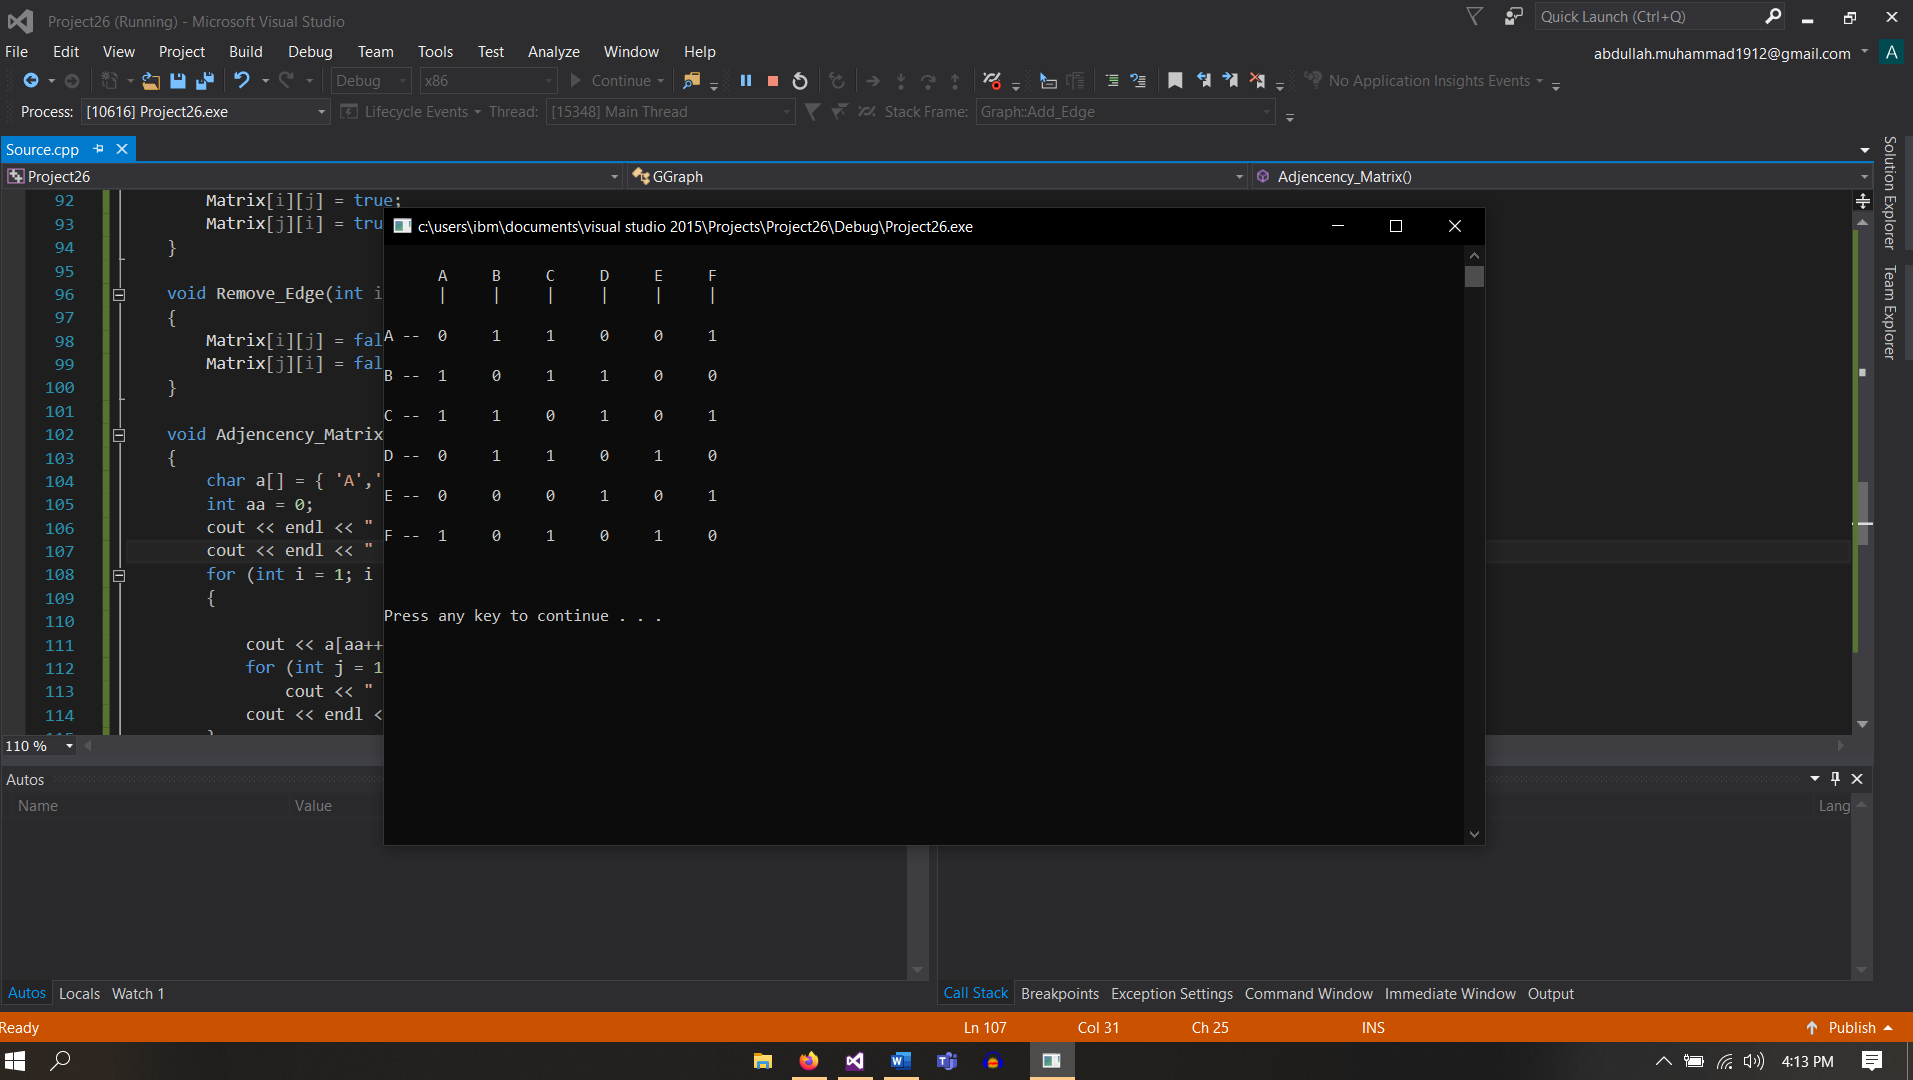 Project26 (Running) - Microsoft Visual Studio
Quick Launch (Ctrl+Q)
File Edit View Project Build Debug Team Tools Test Analyze Window Help
abdullah.muhammad1912@gmail.com A
Debug x86 Continue No Application Insights Events
Process: [10616] Project26.exe Lifecycle Events Thread: [15348] Main Thread Stack Frame: Graph::Add_Edge
Source.cpp
Project26 GGraph Adjencency_Matrix()
92 Matrix[i][j] = true;
93 Matrix[j][i] = tru
94 }
95
96 void Remove_Edge(int i
97 {
98 Matrix[i][j] = fal
99 Matrix[j][i] = fal
100 }
101
102 void Adjencency_Matrix
103 {
104 char a[] = { 'A','
105 int aa = 0;
106 cout << endl << "
107 cout << endl << "
108 for (int i = 1; i
109 {
110
111 cout << a[aa++
112 for (int j = 1
113 cout << "
114 cout << endl <
c:\users\ibm\documents\visual studio 2015\Projects\Project26\Debug\Project26.exe
A B C D E F
| | | | | |
A -- 0 1 1 0 0 1
B -- 1 0 1 1 0 0
C -- 1 1 0 1 0 1
D -- 0 1 1 0 1 0
E -- 0 0 0 1 0 1
F -- 1 0 1 0 1 0
Press any key to continue . . .
Solution Explorer
Team Explorer
110 %
Autos
Name Value
Lang
Autos Locals Watch 1
Call Stack Breakpoints Exception Settings Command Window Immediate Window Output
Ready Ln 107 Col 31 Ch 25 INS Publish
4:13 PM